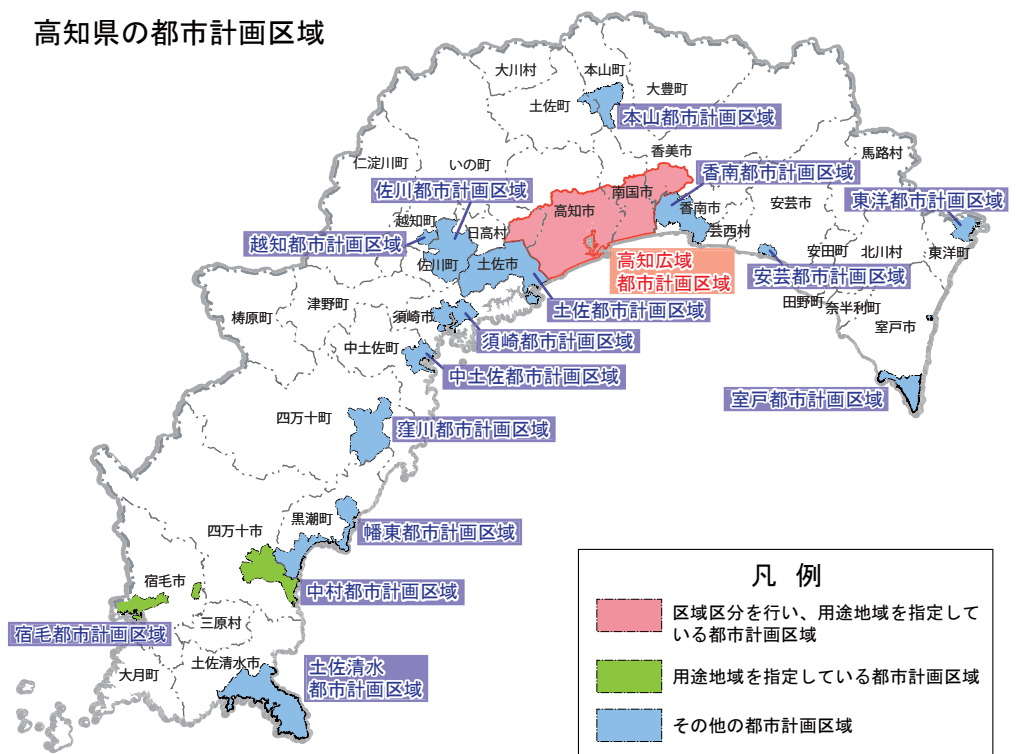 高知県の都市計画区域
大川村
本山町
大豊町
土佐町
本山都市計画区域
香美市
馬路村
仁淀川町
いの町
佐川都市計画区域
南国市
香南都市計画区域
高知市
香南市
安芸市
東洋都市計画区域
越知町
日高村
芸西村
越知都市計画区域
佐川町
土佐市
高知広域
都市計画区域
安田町
北川村
東洋町
安芸都市計画区域
津野町
土佐都市計画区域
田野町
奈半利町
梼原町
須崎市
室戸市
須崎都市計画区域
中土佐町
中土佐都市計画区域
室戸都市計画区域
四万十町
窪川都市計画区域
黒潮町
四万十市
幡東都市計画区域
宿毛市
中村都市計画区域
宿毛都市計画区域
三原村
大月町
土佐清水市
土佐清水
都市計画区域
凡 例
区域区分を行い、用途地域を指定して
いる都市計画区域
用途地域を指定している都市計画区域
その他の都市計画区域